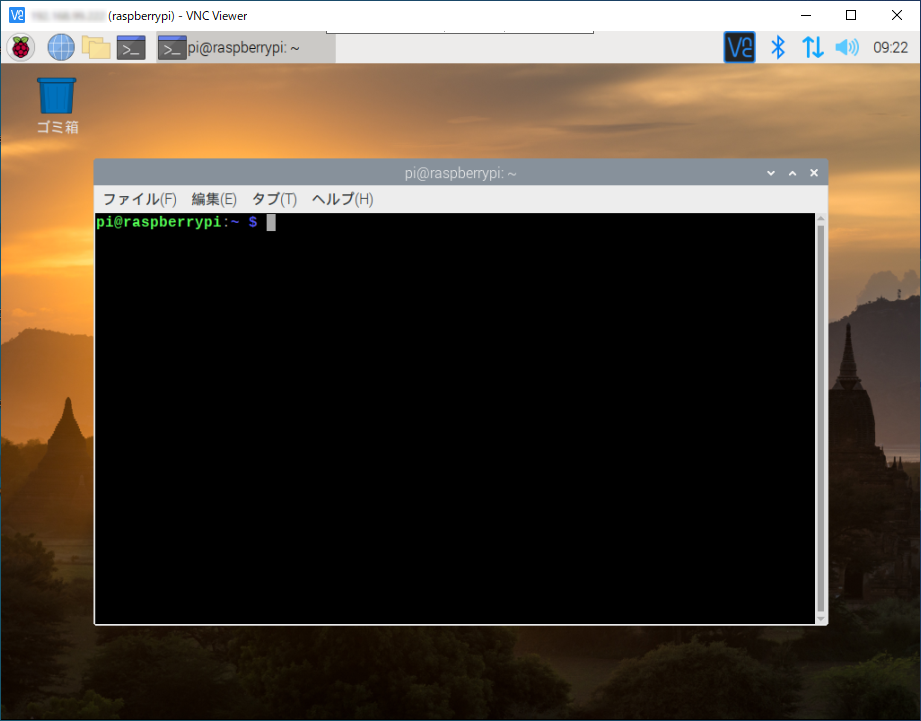 (raspberrypi) - VNC Viewer
pi@raspberrypi: ~
09:22
ゴミ箱
pi@raspberrypi: ~
ファイル(F) 編集(E) タブ(T) ヘルプ(H)
pi@raspberrypi:~ $